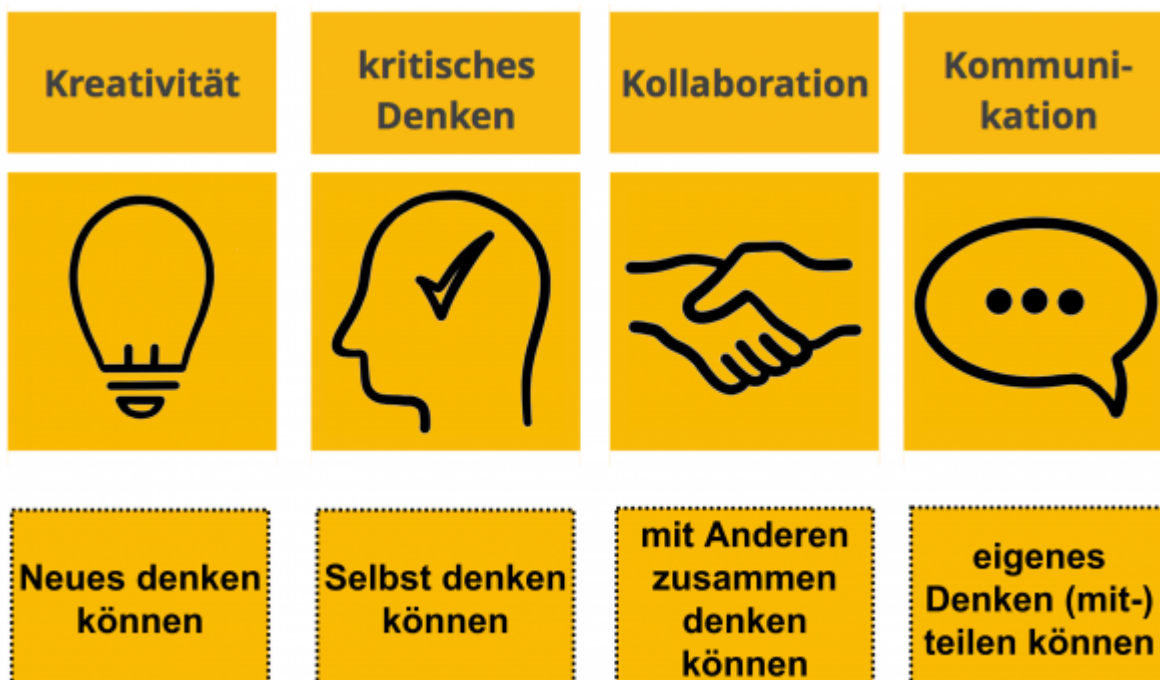 Kreativität
kritisches
Denken
Kollaboration
Kommuni-
kation
Neues denken
können
Selbst denken
können
mit Anderen
zusammen
denken
können
eigenes
Denken (mit-)
teilen können